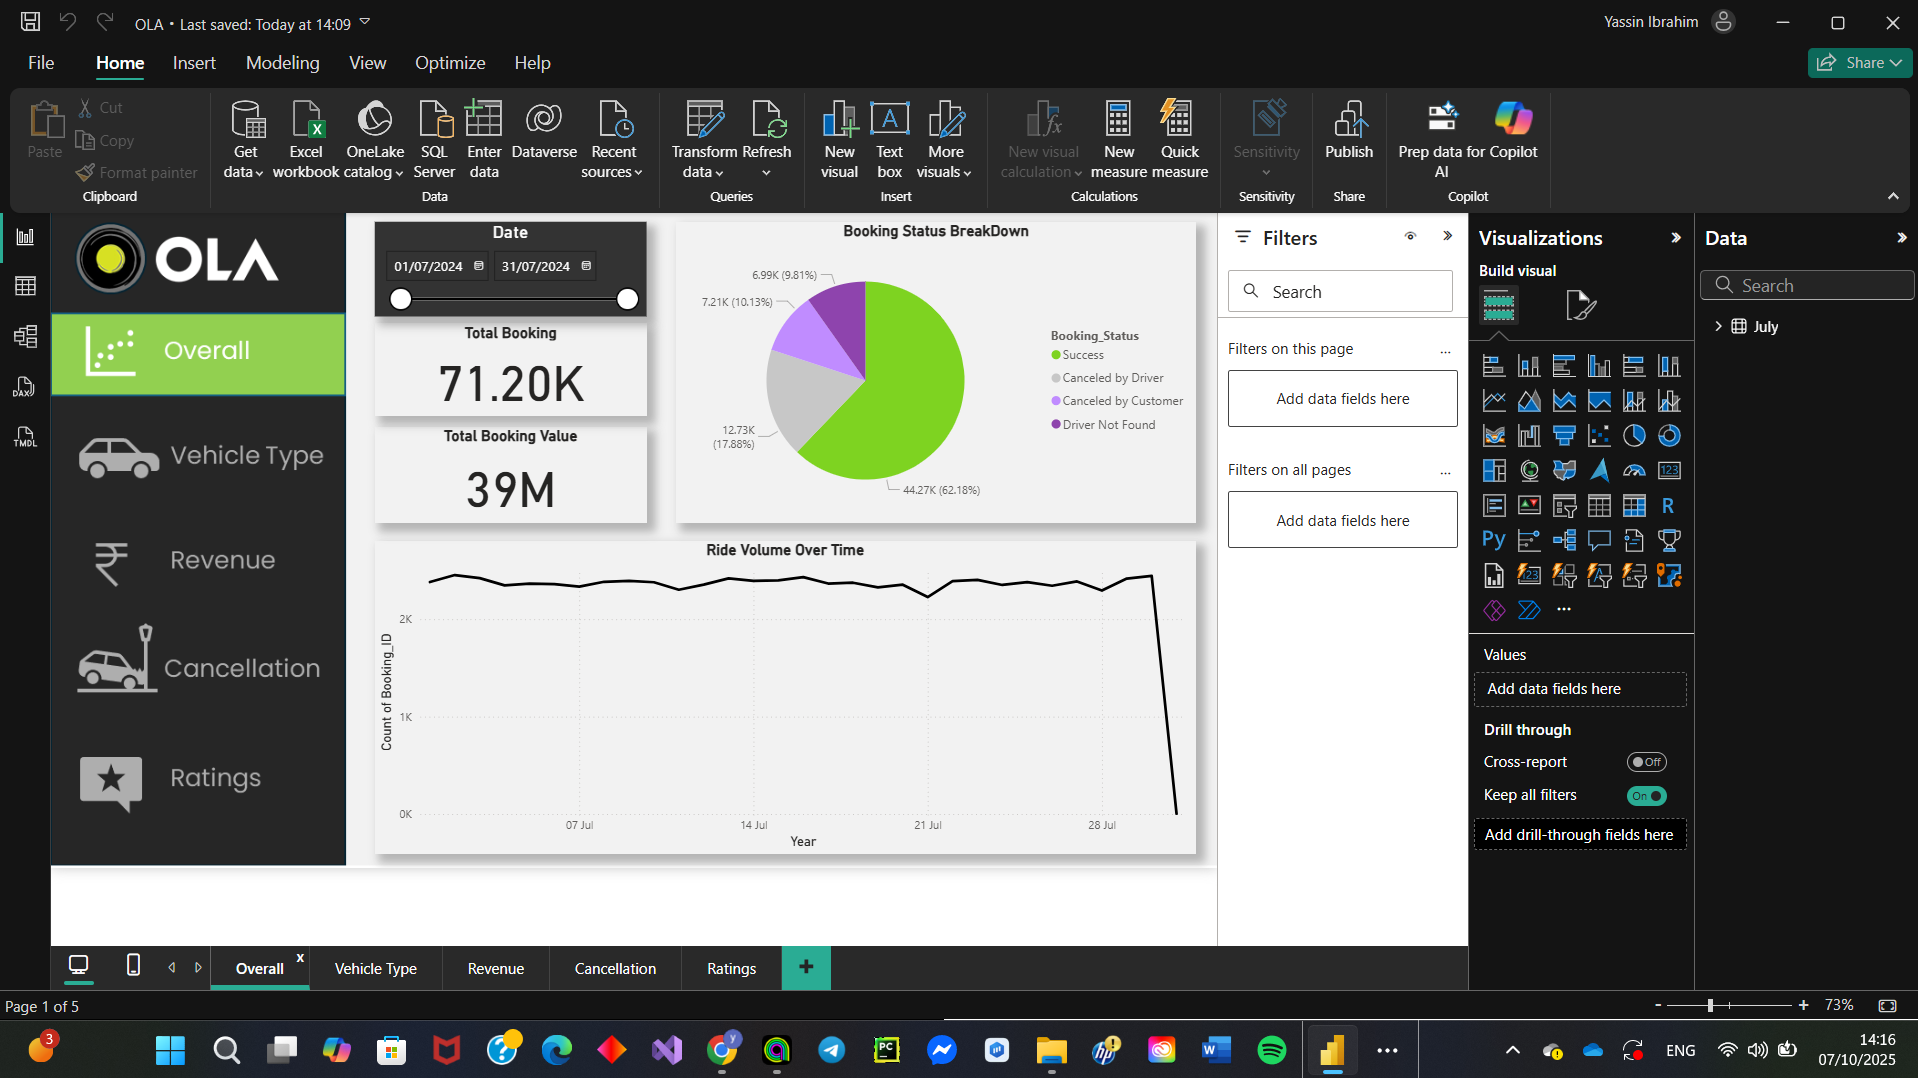 OLA • Last saved: Today at 14:09
Yassin Ibrahim
File Home Insert Modeling View Optimize Help
Share
Paste
Cut
Copy
Format painter
Clipboard
Get data
Excel workbook
OneLake catalog
SQL Server
Enter data
Dataverse
Recent sources
Data
Transform data
Refresh
Queries
New visual
Text box
More visuals
Insert
New visual calculation
New measure
Quick measure
Calculations
Sensitivity
Sensitivity
Publish
Share
Prep data for AI
Copilot
Copilot
DAX
TMDL
OLA
Overall
Vehicle Type
Revenue
Cancellation
Ratings
Date
01/07/2024 31/07/2024
Total Booking
71.20K
Total Booking Value
39M
Booking Status BreakDown
6.99K (9.81%)
7.21K (10.13%)
12.73K
(17.88%)
44.27K (62.18%)
Booking_Status
Success
Canceled by Driver
Canceled by Customer
Driver Not Found
Ride Volume Over Time
Count of Booking_ID
2K
1K
0K
07 Jul 14 Jul 21 Jul 28 Jul
Year
Filters
Search
Filters on this page ...
Add data fields here
Filters on all pages ...
Add data fields here
Visualizations
Build visual
123
R
Py
123
...
Values
Add data fields here
Drill through
Cross-report Off
Keep all filters On
Add drill-through fields here
Data
Search
July
Overall x Vehicle Type Revenue Cancellation Ratings +
Page 1 of 5
- + 73%
3
y
PC
hp
W
ENG
14:16
07/10/2025